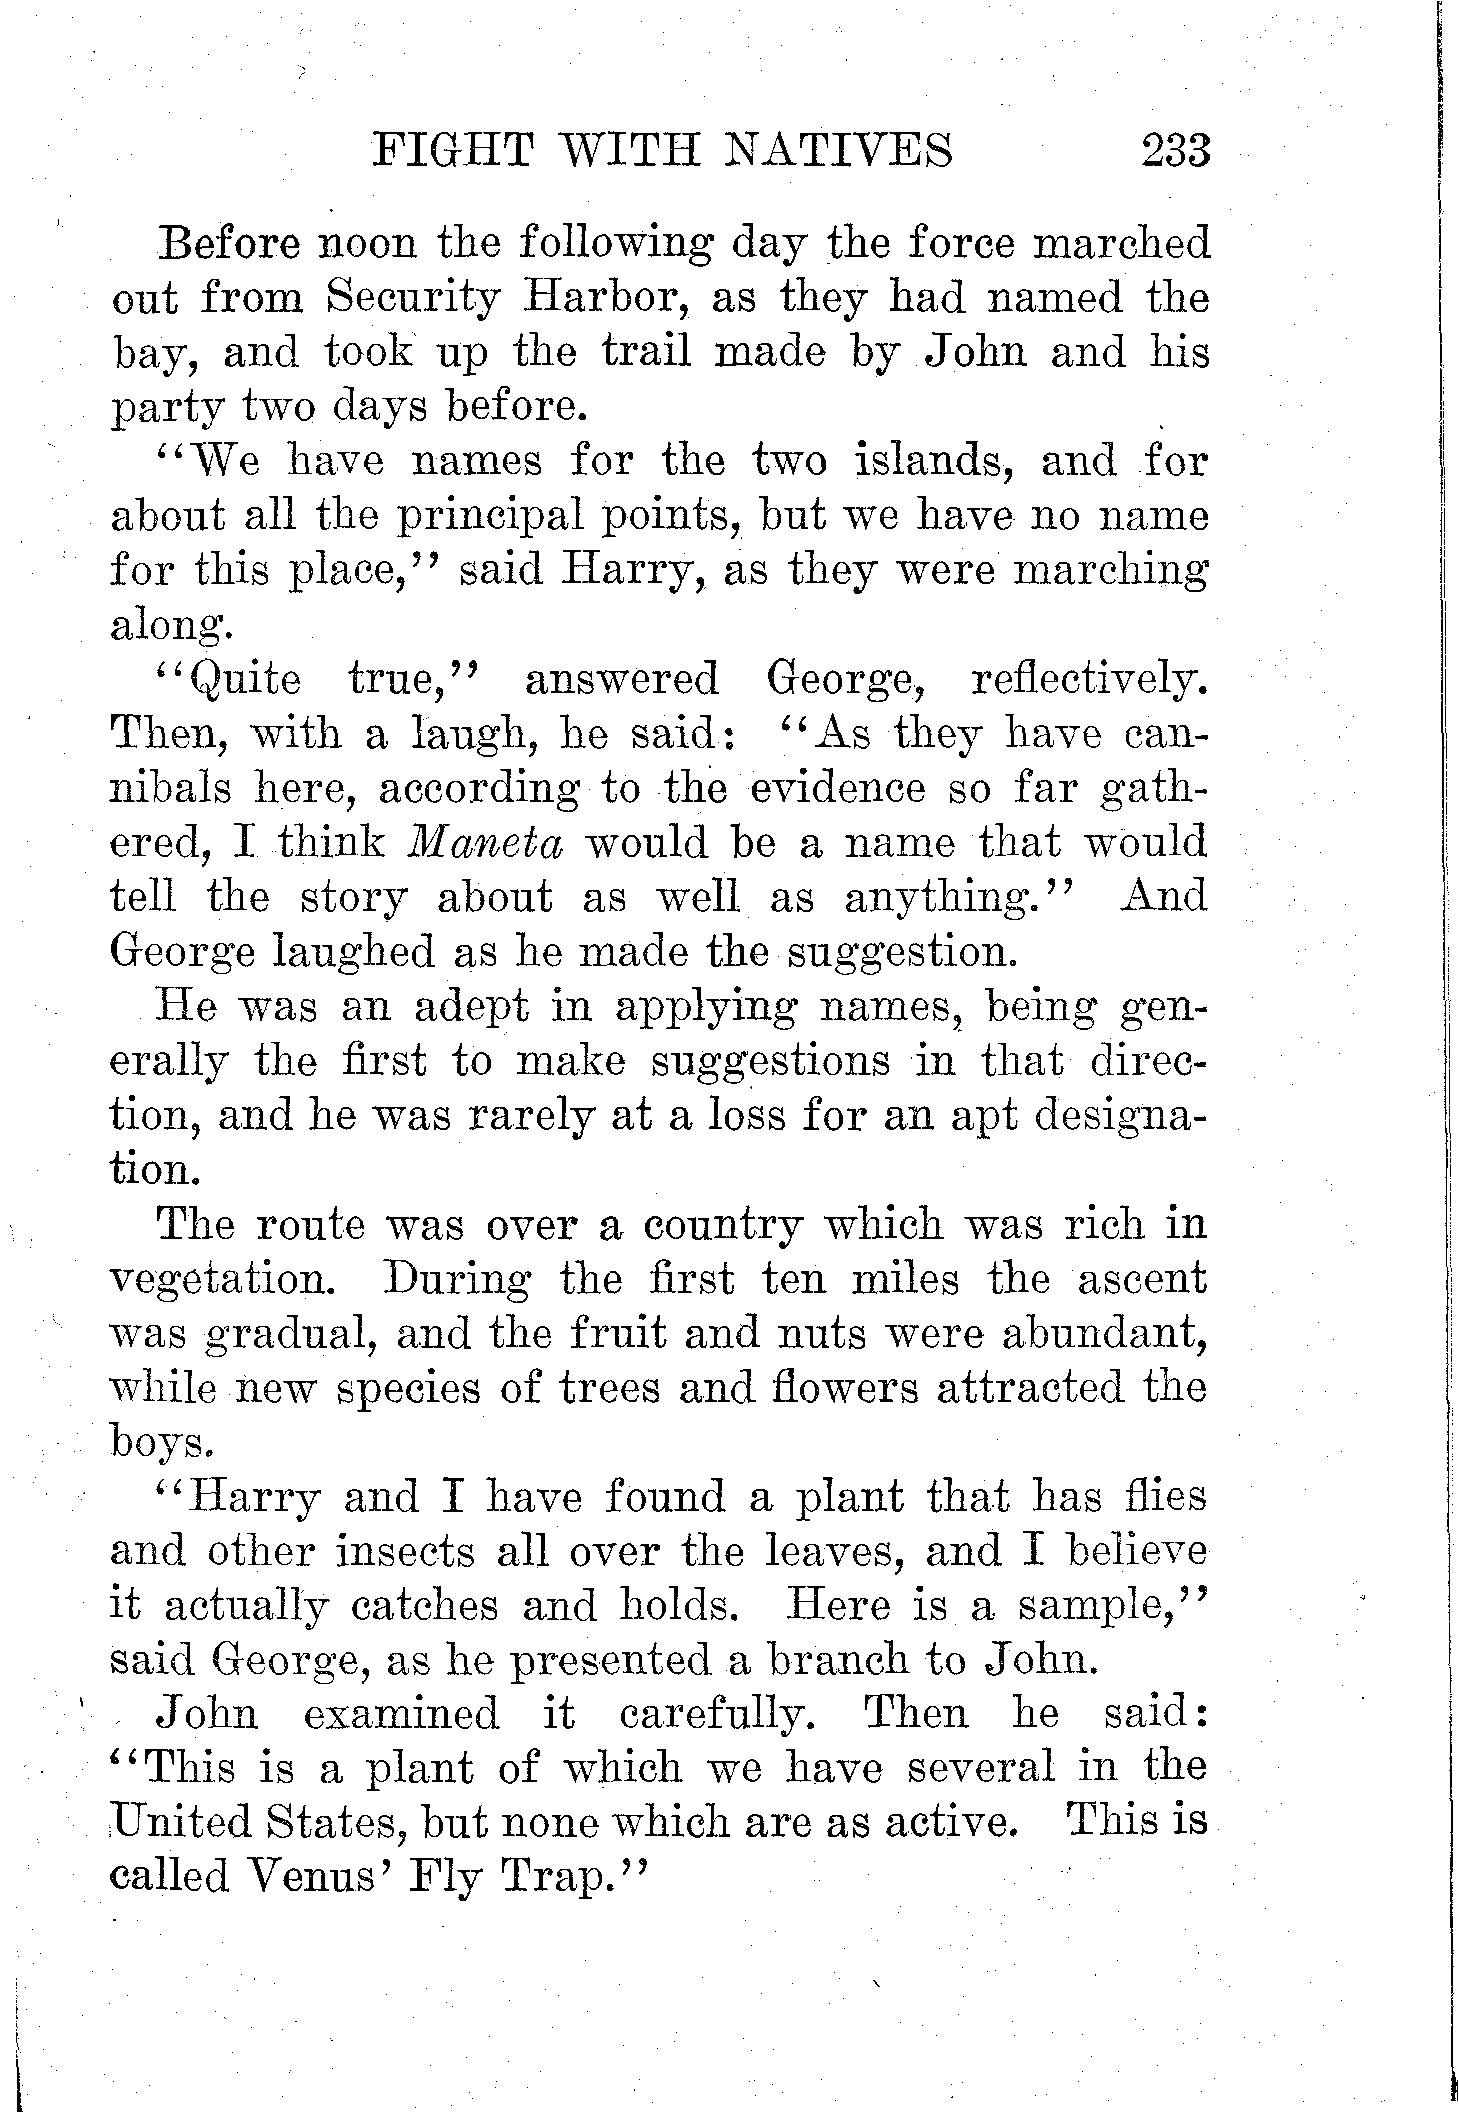 FIGHT WITH NATIVES 233
Before noon the following day the force marched
out from Security Harbor, as they had named the
bay, and took up the trail made by John and his
party two days before.
“We have names for the two islands, and for
about all the principal points, but we have no name
for this place,” said Harry, as they were marching
along.
“Quite true,” answered George, reflectively.
Then, with a laugh, he said: “As they have can-
nibals here, according to the evidence so far gath-
ered, I think Maneta would be a name that would
tell the story about as well as anything.” And
George laughed as he made the suggestion.
He was an adept in applying names, being gen-
erally the first to make suggestions in that direc-
tion, and he was rarely at a loss for an apt designa-
tion.
The route was over a country which was rich in
vegetation. During the first ten miles the ascent
was gradual, and the fruit and nuts were abundant,
while new species of trees and flowers attracted the
boys.
“Harry and I have found a plant that has flies
and other insects all over the leaves, and I believe
it actually catches and holds. Here is a sample,”
said George, as he presented a branch to John.
John examined it carefully. Then he said:
“This is a plant of which we have several in the
United States, but none which are as active. This is
called Venus’ Fly Trap.”